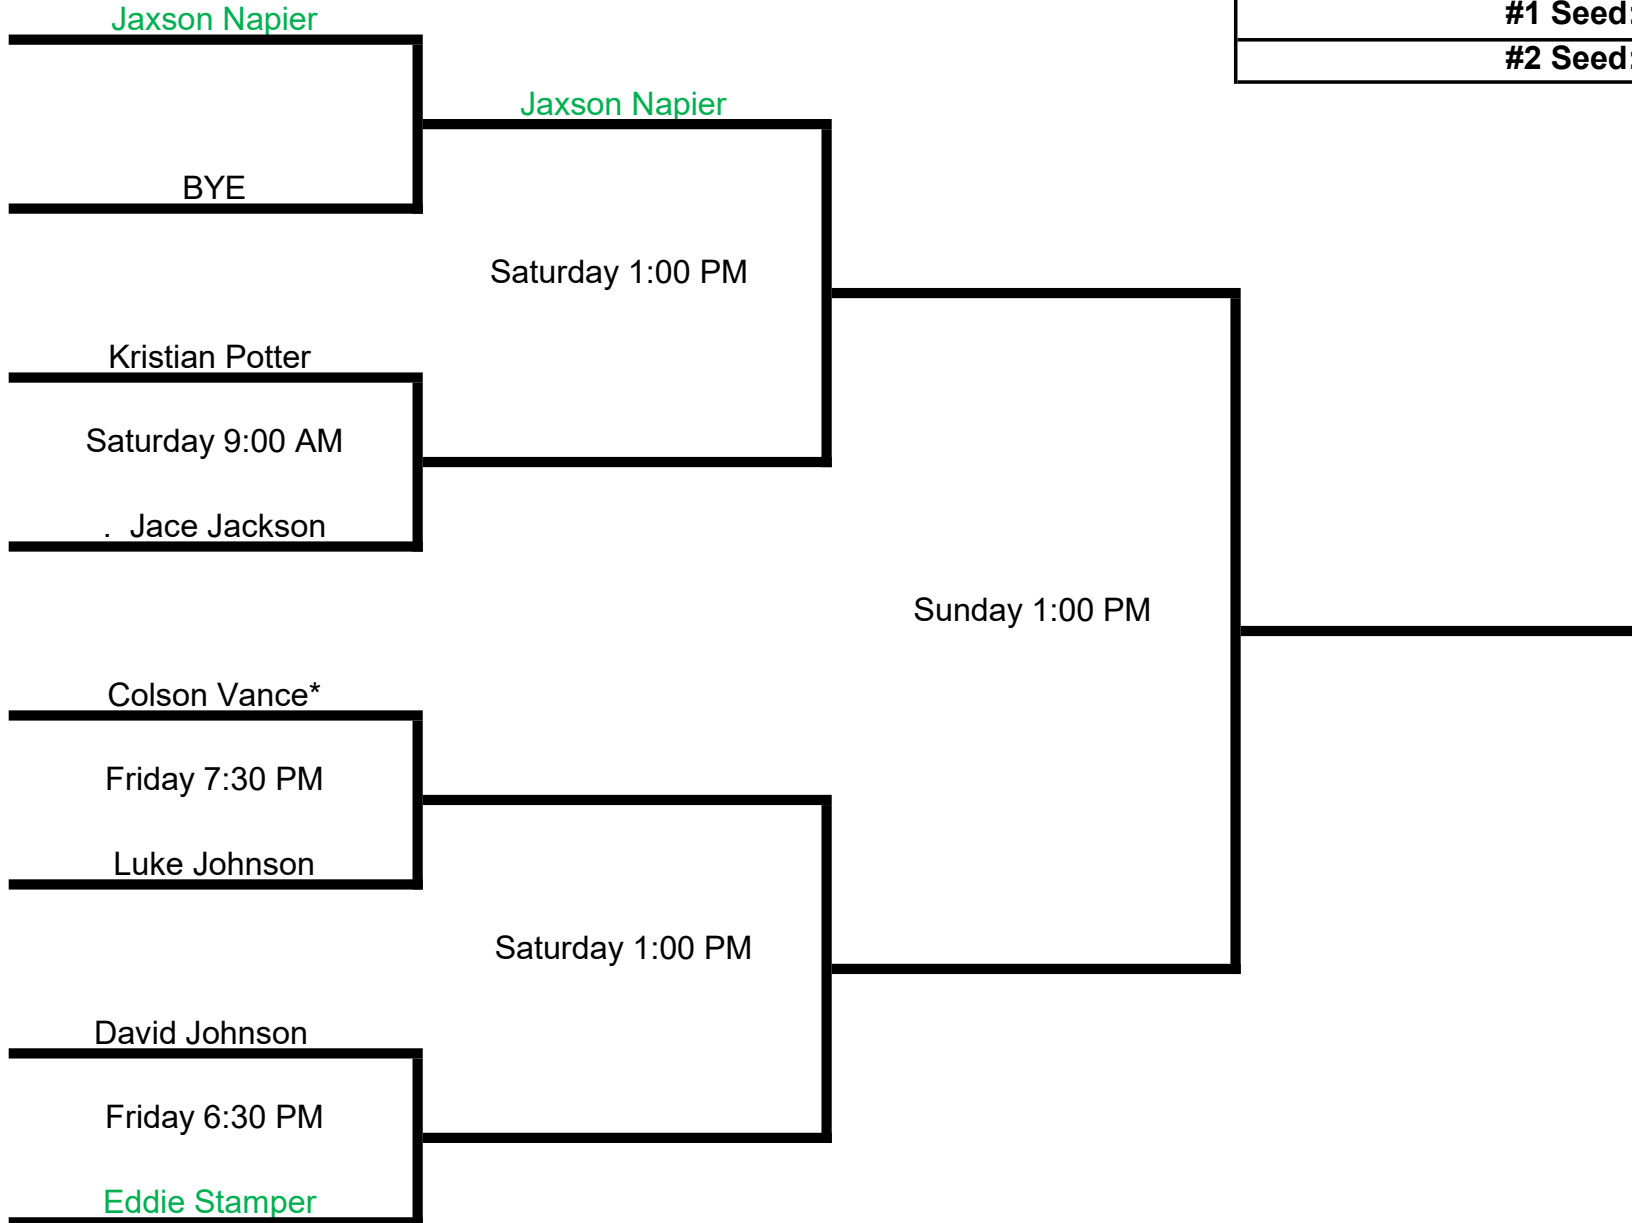 Jaxson Napier
#1 Seed:
#2 Seed:
Jaxson Napier
BYE
Saturday 1:00 PM
Kristian Potter
Saturday 9:00 AM
. Jace Jackson
Sunday 1:00 PM
Colson Vance*
Friday 7:30 PM
Luke Johnson
Saturday 1:00 PM
David Johnson
Friday 6:30 PM
Eddie Stamper